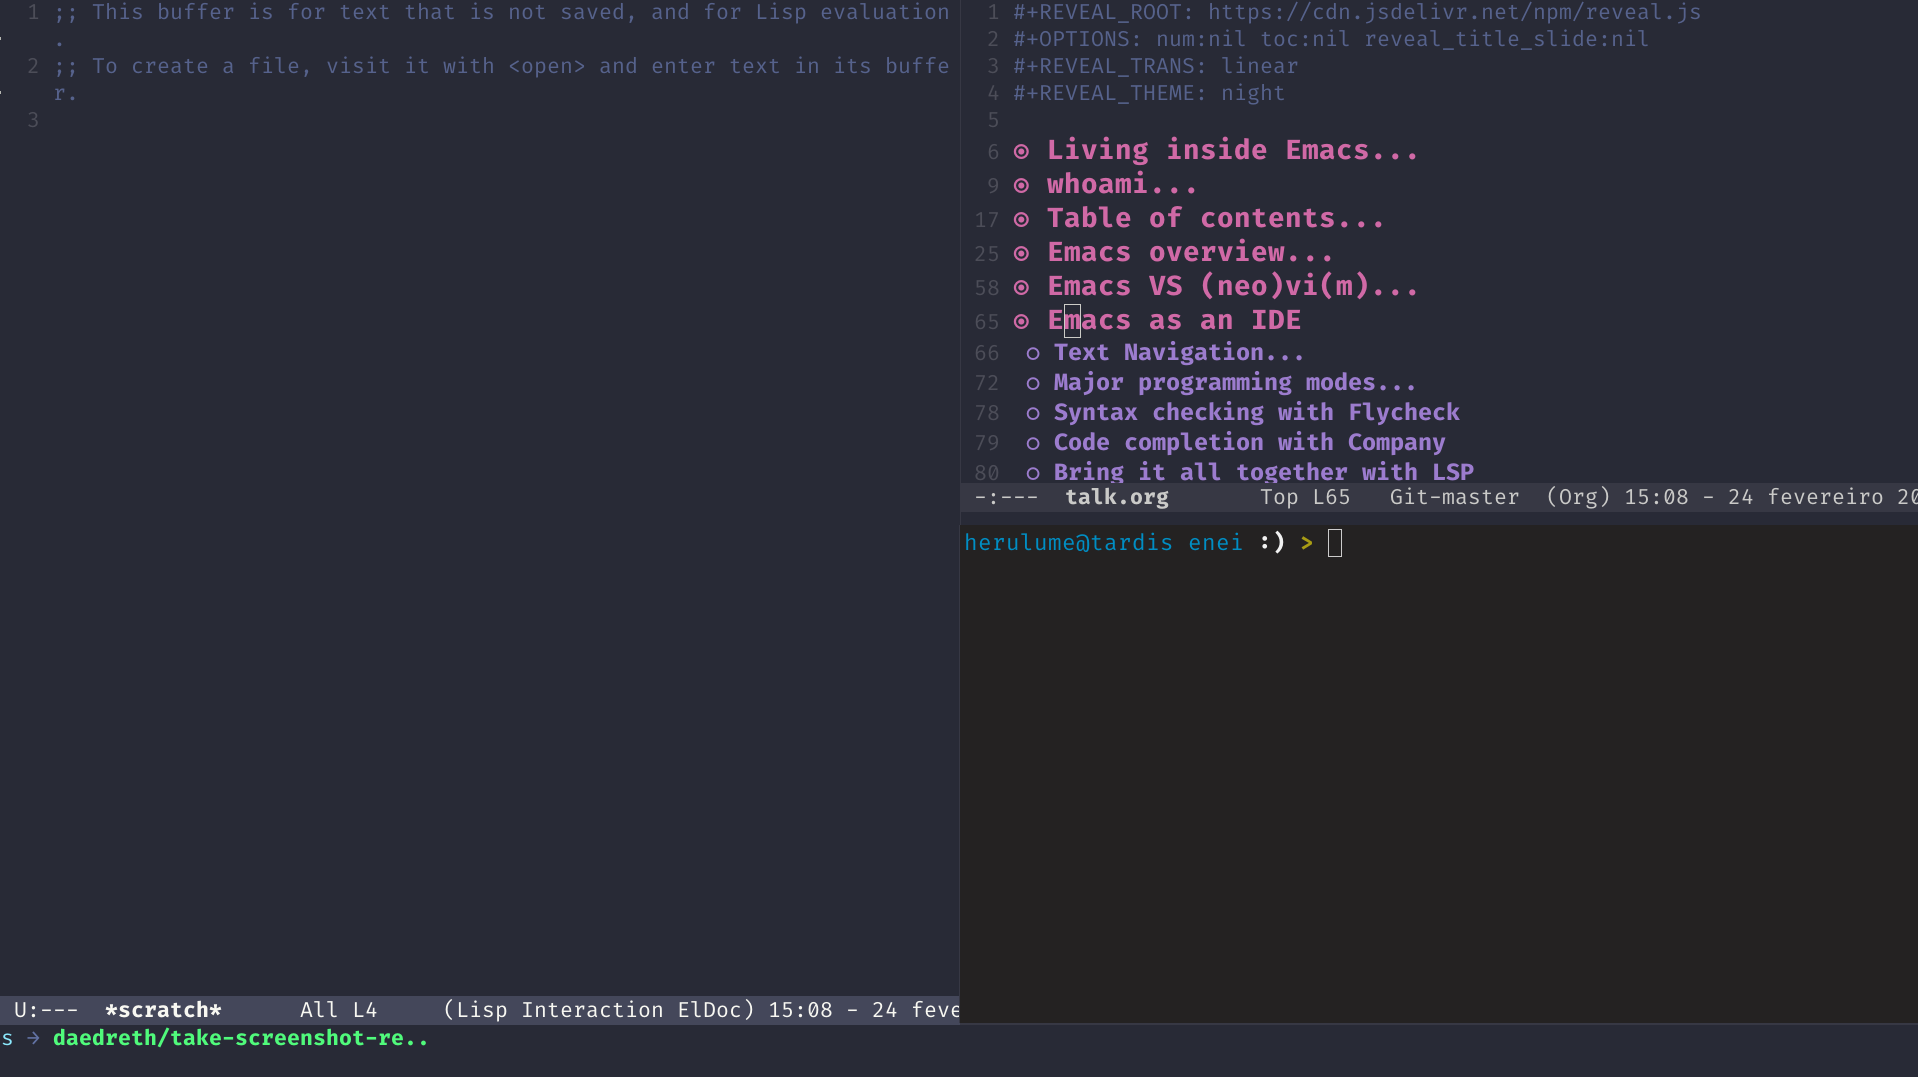 1 ;; This buffer is for text that is not saved, and for Lisp evaluation
.
2 ;; To create a file, visit it with <open> and enter text in its buffe
r.
3
U:--- *scratch* All L4 (Lisp Interaction ElDoc) 15:08 - 24 feve
1 #+REVEAL_ROOT: https://cdn.jsdelivr.net/npm/reveal.js
2 #+OPTIONS: num:nil toc:nil reveal_title_slide:nil
3 #+REVEAL_TRANS: linear
4 #+REVEAL_THEME: night
5
6 ⦿ Living inside Emacs...
9 ⦿ whoami...
17 ⦿ Table of contents...
25 ⦿ Emacs overview...
58 ⦿ Emacs VS (neo)vi(m)...
65 ⦿ Emacs as an IDE
66 ○ Text Navigation...
72 ○ Major programming modes...
78 ○ Syntax checking with Flycheck
79 ○ Code completion with Company
80 ○ Bring it all together with LSP
-:--- talk.org Top L65 Git-master (Org) 15:08 - 24 fevereiro 20
herulume@tardis enei :) >
s → daedreth/take-screenshot-re..